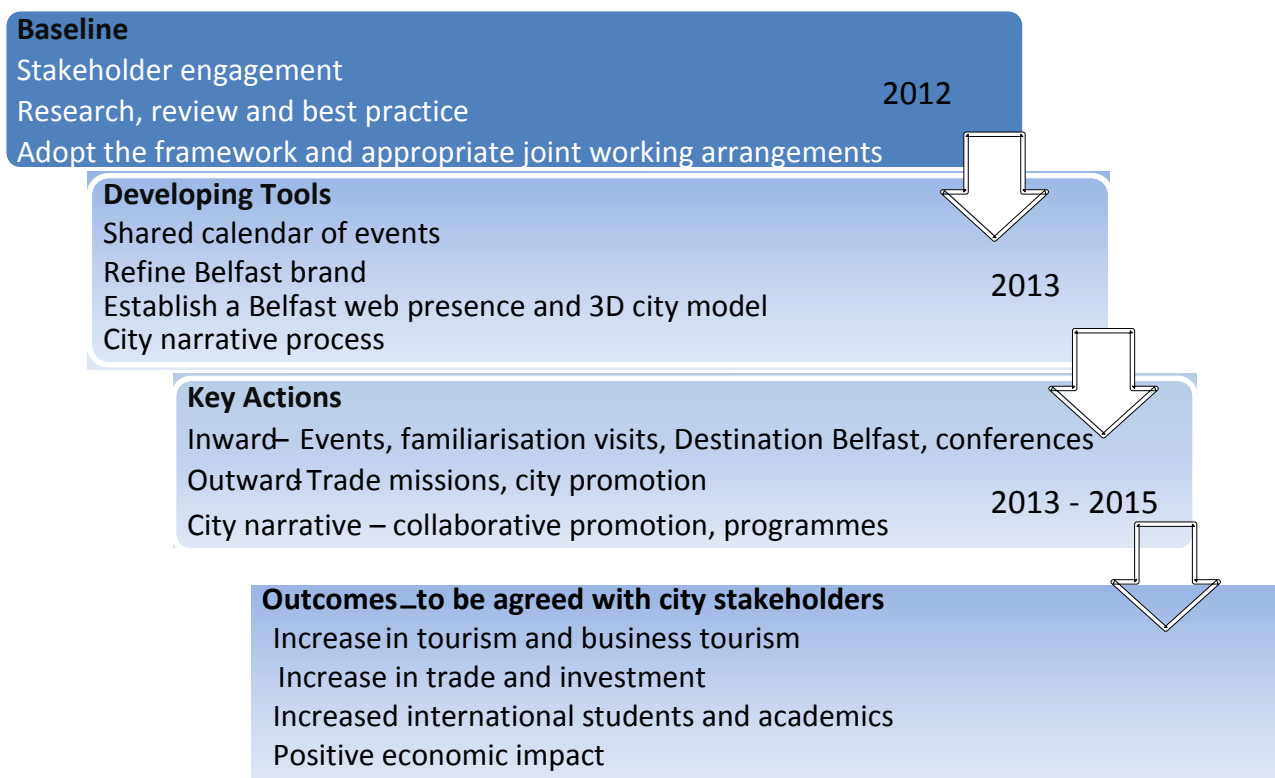 Baseline
Stakeholder engagement
Research, review and best practice
Adopt the framework and appropriate joint working arrangements
2012
Developing Tools
Shared calendar of events
Refine Belfast brand
Establish a Belfast web presence and 3D city model
City narrative process
2013
Key Actions
Inward– Events, familiarisation visits, Destination Belfast, conferences
Outward-Trade missions, city promotion
City narrative – collaborative promotion, programmes
2013 - 2015
Outcomes –to be agreed with city stakeholders
Increase in tourism and business tourism
Increase in trade and investment
Increased international students and academics
Positive economic impact